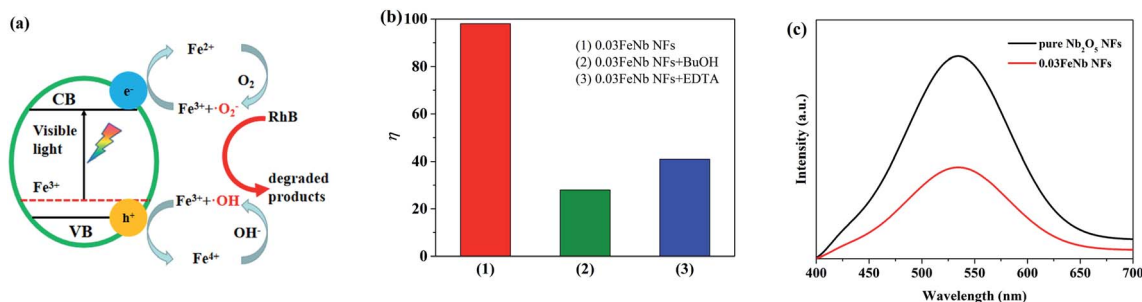 (a)
Fe²⁺
O₂
e⁻
CB
Fe³⁺+·O₂⁻
RhB
Visible
light
Fe³⁺
degraded
products
Fe³⁺+·OH
h⁺
VB
OH⁻
Fe⁴⁺
(b)
100
80
60
40
20
0
η
(1) 0.03FeNb NFs
(2) 0.03FeNb NFs+BuOH
(3) 0.03FeNb NFs+EDTA
(1) (2) (3)
(c)
pure Nb₂O₅ NFs
0.03FeNb NFs
Intensity (a.u.)
400 450 500 550 600 650 700
Wavelength (nm)